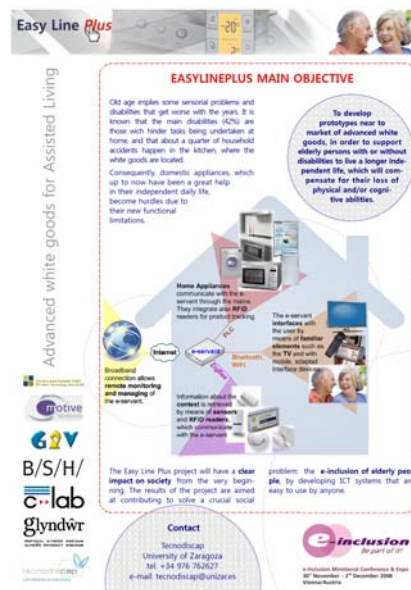 Easy Line Plus
Advanced white goods for Assisted Living
EASYLINEPLUS MAIN OBJECTIVE
Old age implies some sensorial problems and
disabilities that get worse with the years. It is
known that the main disabilities (42%) are
those wich hinder tasks being undertaken at
home, and that about a quarter of household
accidents happen in the kitchen, where the
white goods are located.
Consequently, domestic appliances, which
up to now have been a great help
in their independent daily life,
become hurdles due to
their new functional
limitations.
To develop
prototypes near to
market of advanced white
goods, in order to support
elderly persons with or without
disabilities to live a longer inde-
pendent life, which will com-
pensate for their loss of
physical and/or cogni-
tive abilities.
Home Appliances
communicate with the e-
servant through the mains.
They integrate also RFID
readers for product tracking
PLC
Internet
e-servant
Bluetooth,
WIFI
ZigBee
The e-servant
interfaces with
the user by
means of familiar
elements such as
the TV and with
mobile, adapted
interface devices
Broadband
connection allows
remote monitoring
and managing of
the e-servant.
Information about the
context is retrieved
by means of sensors
and RFID readers,
which communicate
with the e-servant
The Easy Line Plus project will have a clear
impact on society from the very begin-
ning. The results of the project are aimed
at contributing to solve a crucial social
problem: the e-inclusion of elderly peo
ple, by developing ICT systems that an
easy to use by anyone.
motive
G2V
B/S/H/
c-lab
glyndŵr
tecnodiscap
Contact
Tecnodiscap
University of Zaragoza
tel. +34 976 762627
e-mail. tecnodiscap@unizar.es
e-inclusion
Be part of it!
e-Inclusion Ministerial Conference & Expo
30th November - 2nd December 2008
Vienna/Austria